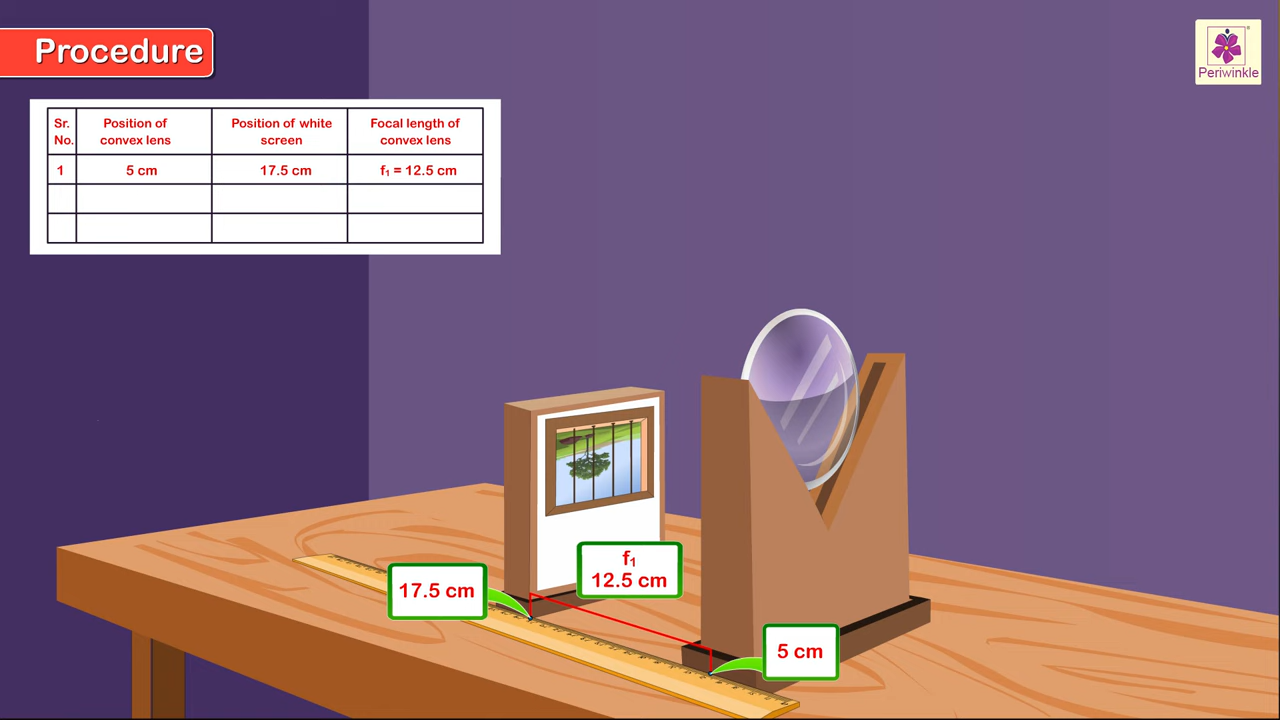 Procedure
Periwinkle
Sr. No. Position of convex lens Position of white screen Focal length of convex lens
1 5 cm 17.5 cm f₁ = 12.5 cm
f₁
12.5 cm
17.5 cm
5 cm